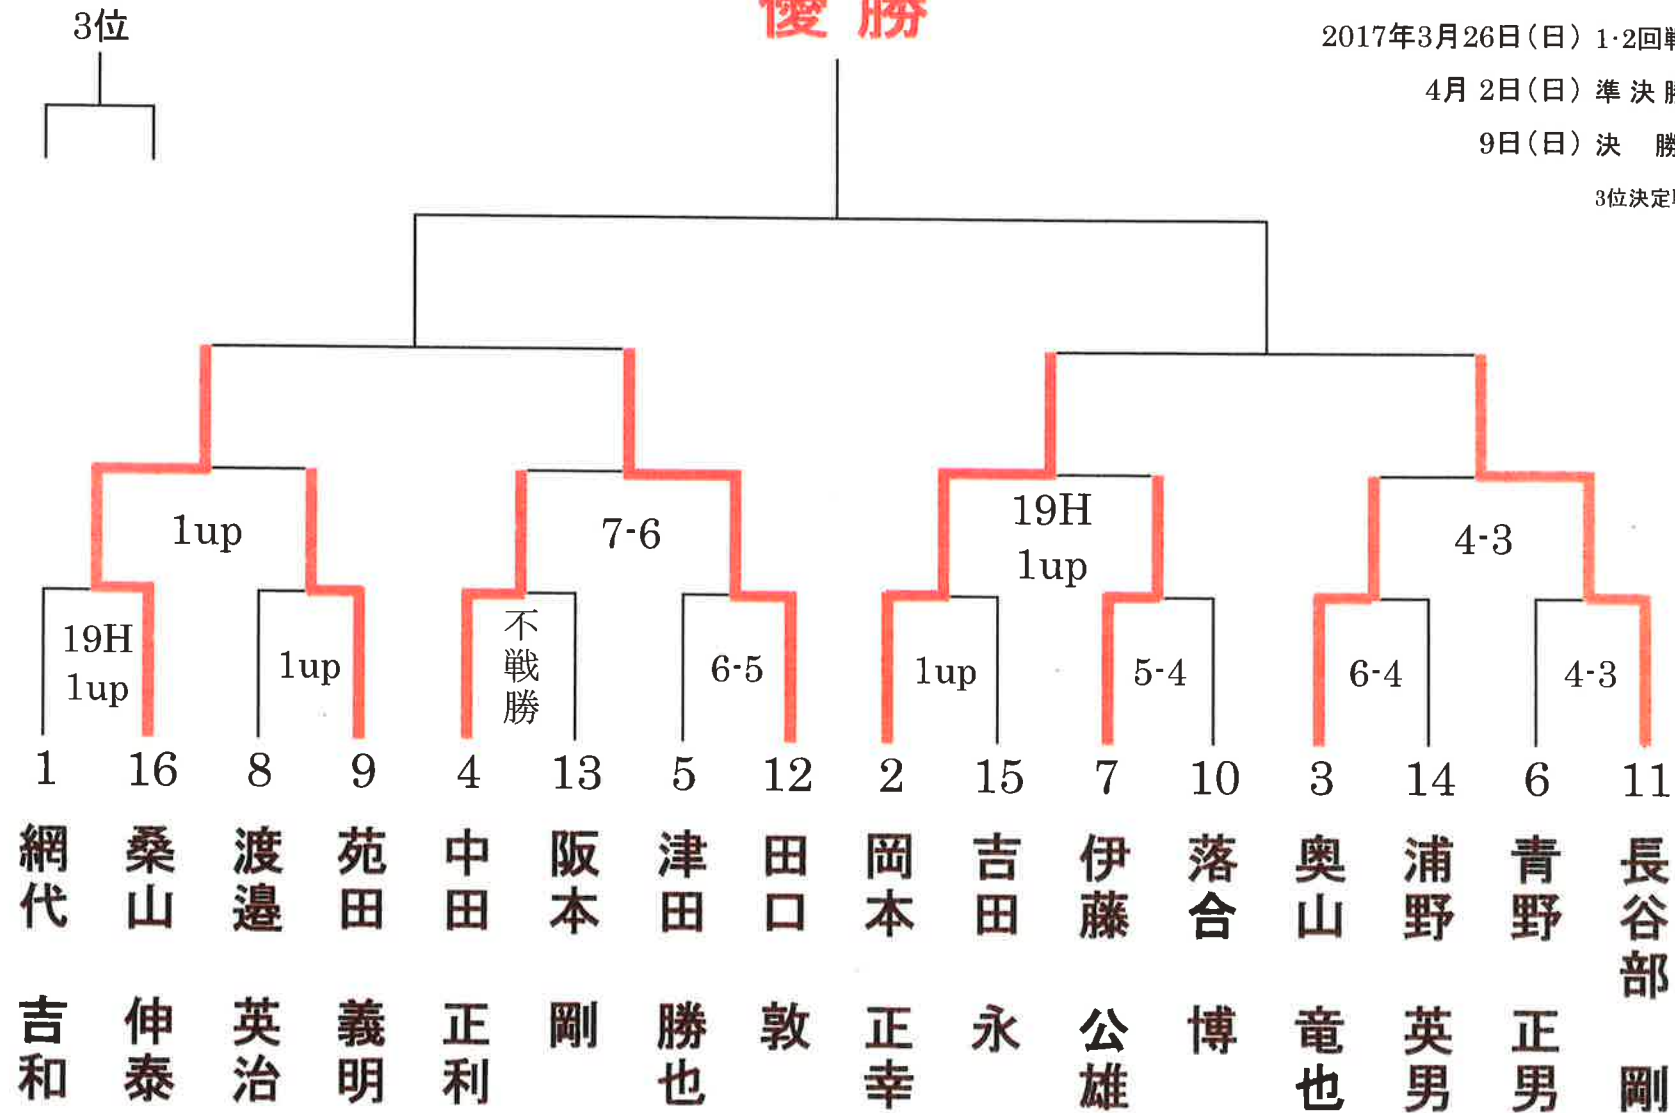 3位
優勝
2017年3月26日(日) 1·2回戦
4月 2日(日) 準決勝
9日(日) 決 勝
3位決定戦
1up
7-6
19H
1up
4-3
19H
1up
1up
不戦勝
6-5
1up
5-4
6-4
4-3
1 16 8 9 4 13 5 12 2 15 7 10 3 14 6 11
網代 吉和
桑山 伸泰
渡邉 英治
苑田 義明
中田 正利
阪本 剛
津田 勝也
田口 敦
岡本 正幸
吉田 永
伊藤 公雄
落合 博
奥山 竜也
浦野 英男
青野 正男
長谷部 剛